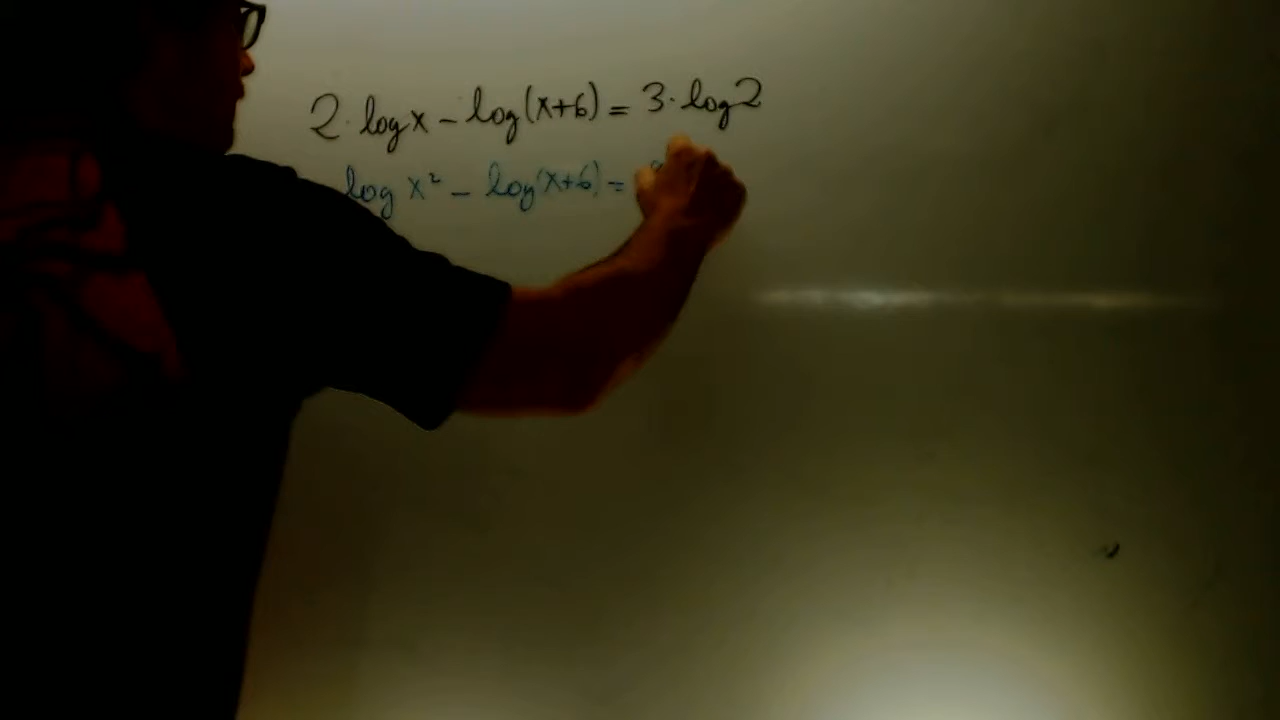 2 · log x − log(x+6) = 3 · log 2
log x² − log(x+6) =